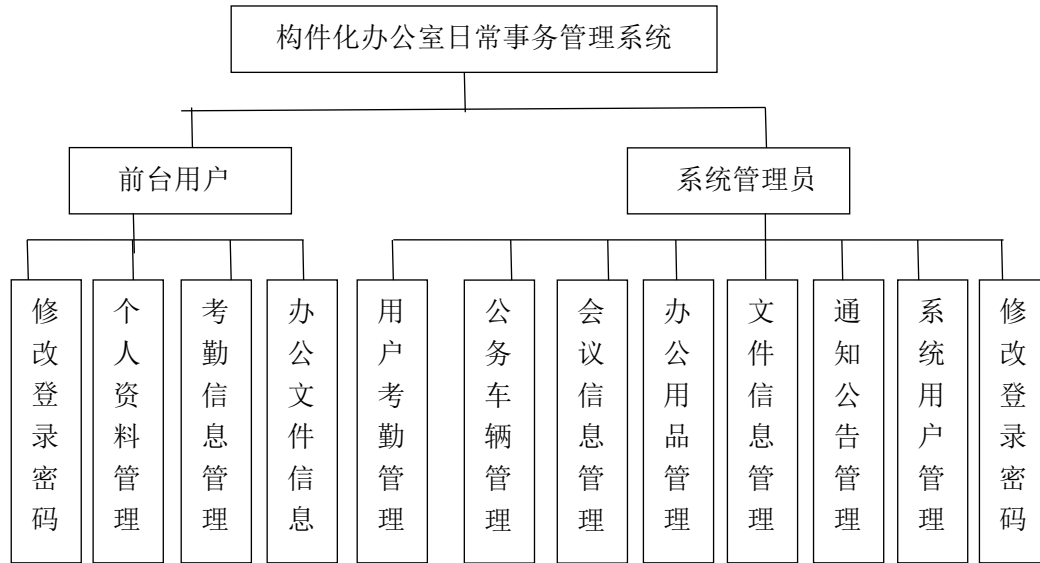 构件化办公室日常事务管理系统
前台用户
系统管理员
修改登录密码
个人资料管理
考勤信息管理
办公文件信息
用户考勤管理
公务车辆管理
会议信息管理
办公用品管理
文件信息管理
通知公告管理
系统用户管理
修改登录密码